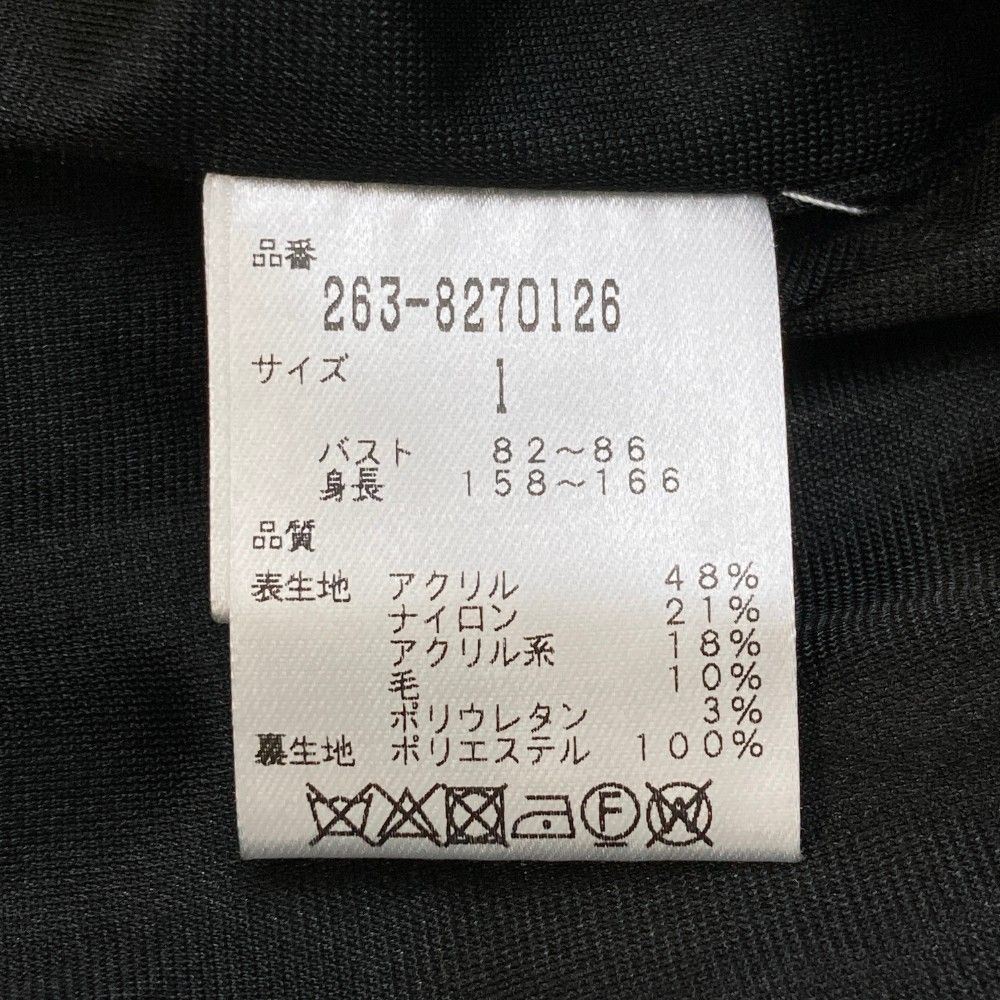 品番
263-8270126
サイズ 1
バスト 82～86
身長 158～166
品質
表生地 アクリル 48%
ナイロン 21%
アクリル系 18%
毛 10%
ポリウレタン 3%
裏生地 ポリエステル 100%
F W